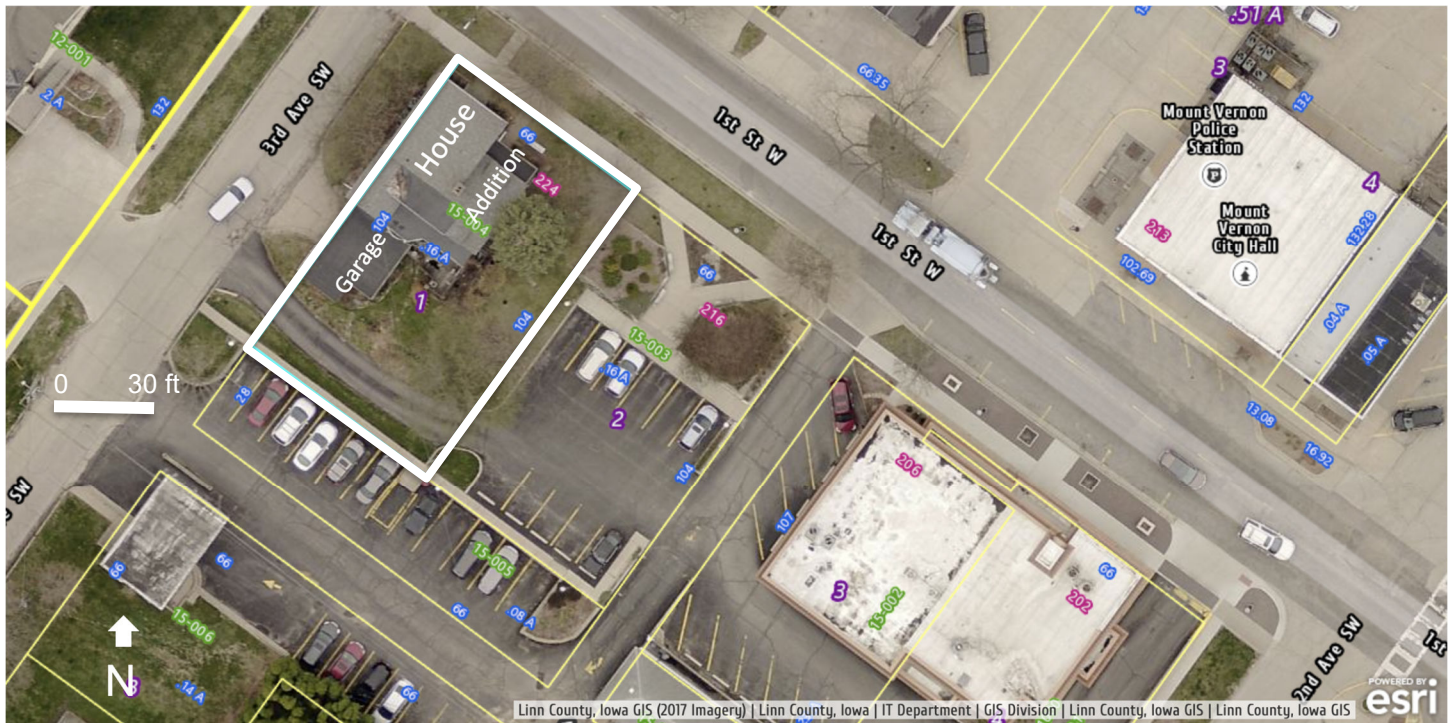 12-001
.2 A
132
3rd Ave SW
House
66
Addition
224
15-004
104
.16 A
Garage
1
104
1st St W
66.35
.51 A
3
132
Mount Vernon
Police
Station
P
4
Mount
Vernon
City Hall
213
132.28
102.69
.04 A
.05 A
13.08
16.92
1st St W
66
216
15-003
.16 A
2
104
0 30 ft
28
107
206
66
3
15-002
202
66
66
15-005
66
.08 A
15-006
N
.14 A
66
SW
2nd Ave SW
1st
POWERED BY
esri
Linn County, Iowa GIS (2017 Imagery) | Linn County, Iowa | IT Department | GIS Division | Linn County, Iowa GIS | Linn County, Iowa GIS